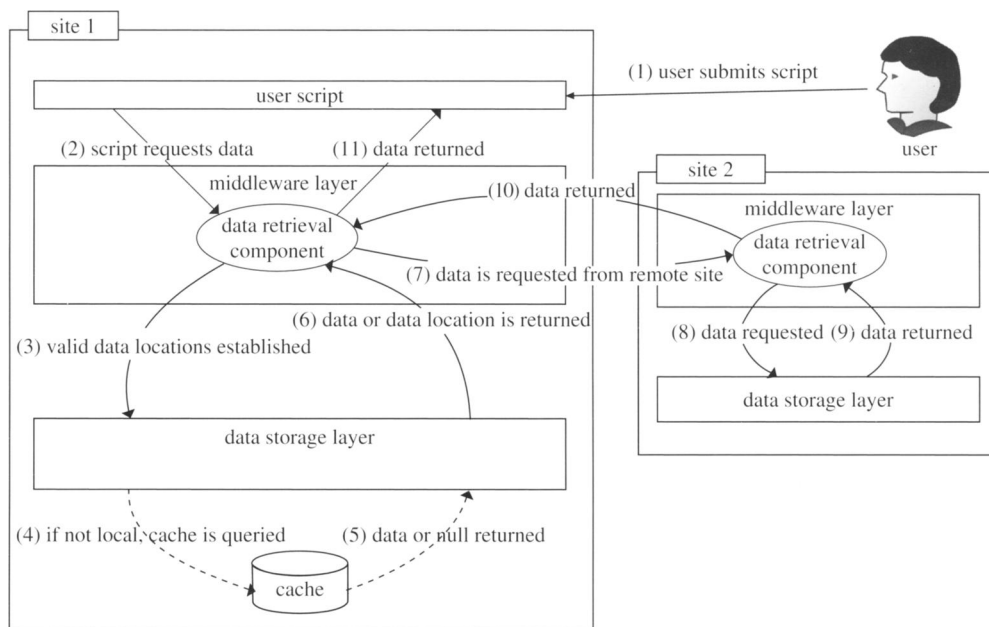 site 1
(1) user submits script
user script
user
(2) script requests data
(11) data returned
site 2
middleware layer
(10) data returned
middleware layer
data retrieval
component
data retrieval
component
(7) data is requested from remote site
(6) data or data location is returned
(8) data requested
(9) data returned
(3) valid data locations established
data storage layer
data storage layer
(4) if not local, cache is queried
(5) data or null returned
cache